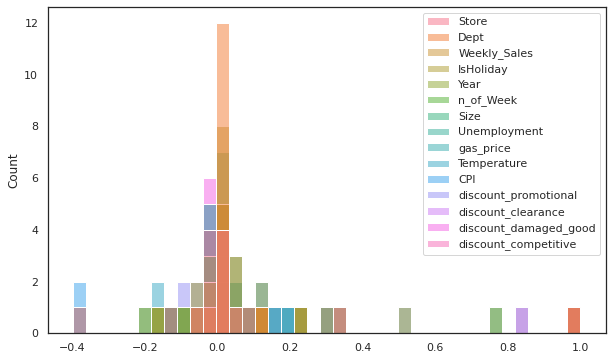 12
10
8
6
4
2
0
Count
−0.4
−0.2
0.0
0.2
0.4
0.6
0.8
1.0
Store
Dept
Weekly_Sales
IsHoliday
Year
n_of_Week
Size
Unemployment
gas_price
Temperature
CPI
discount_promotional
discount_clearance
discount_damaged_good
discount_competitive